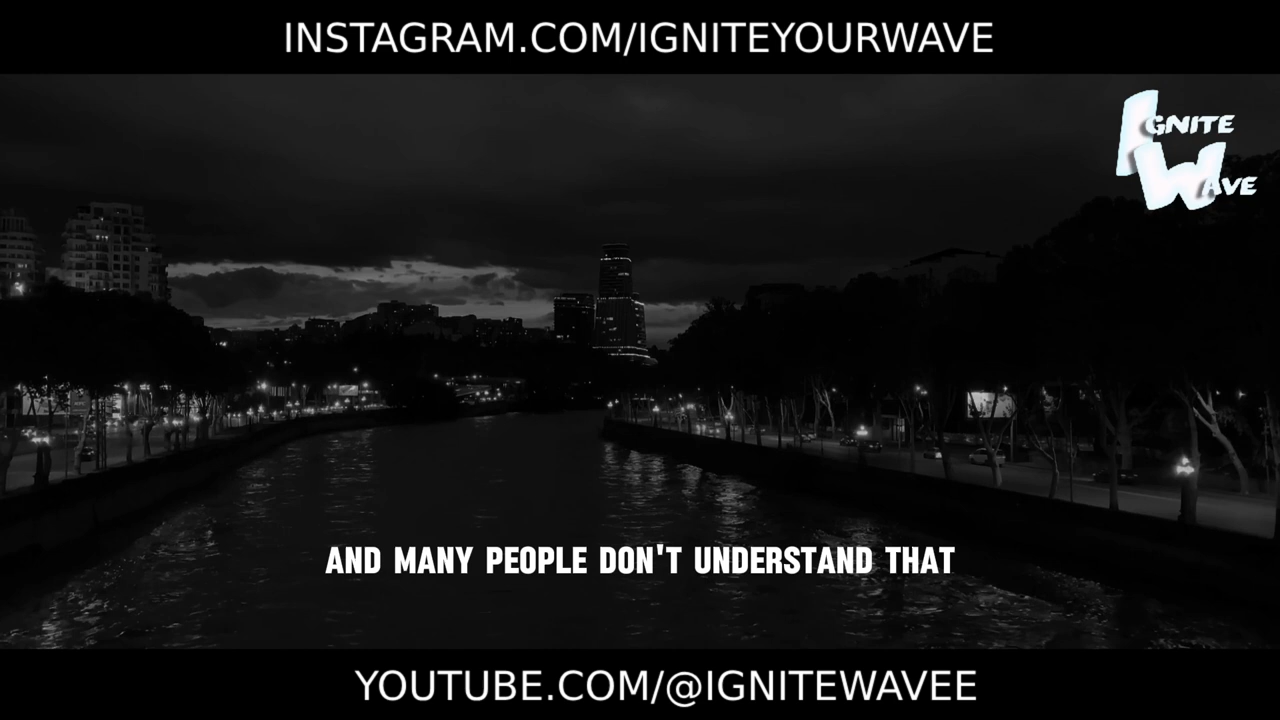 INSTAGRAM.COM/IGNITEYOURWAVE
IGNITE
WAVE
AND MANY PEOPLE DON'T UNDERSTAND THAT
YOUTUBE.COM/@IGNITEWAVEE